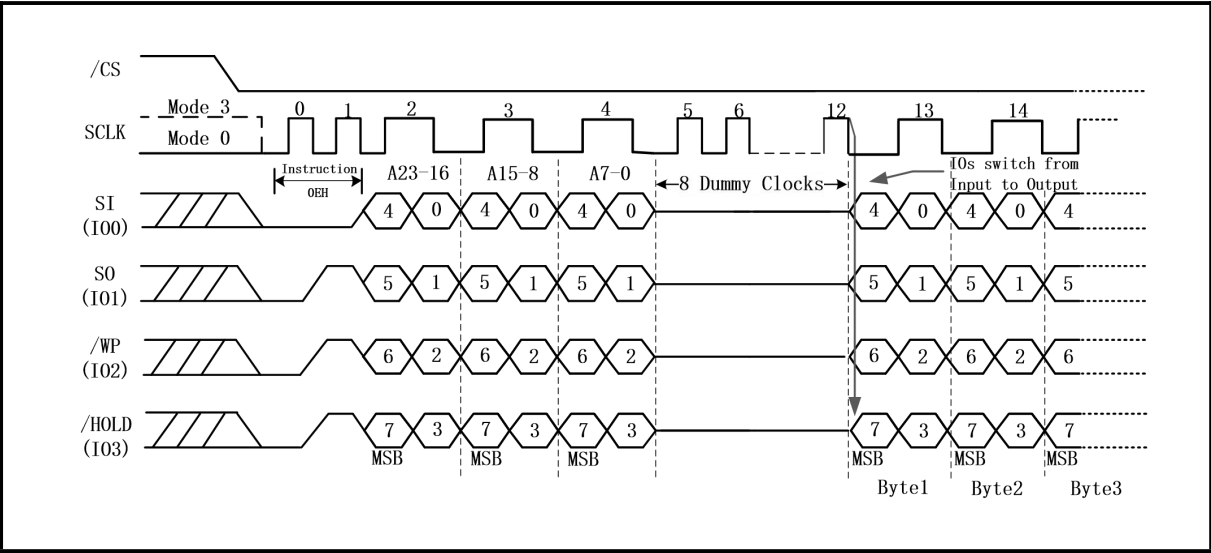 /CS
Mode 3 0 1 2 3 4 5 6 12 13 14
SCLK
Mode 0
Instruction A23-16 A15-8 A7-0 IOs switch from
0EH 8 Dummy Clocks Input to Output
SI
(IO0) 4 0 4 0 4 0 4 0 4 0 4
SO
(IO1) 5 1 5 1 5 1 5 1 5 1 5
/WP
(IO2) 6 2 6 2 6 2 6 2 6 2 6
/HOLD
(IO3) 7 3 7 3 7 3 7 3 7 3 7
MSB MSB MSB MSB MSB MSB
Byte1 Byte2 Byte3